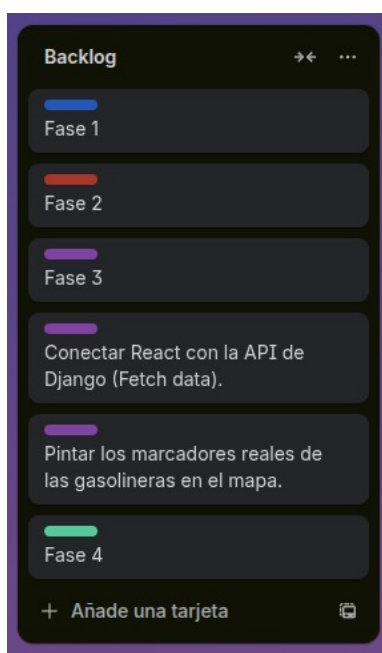 Backlog
Fase 1
Fase 2
Fase 3
Conectar React con la API de
Django (Fetch data).
Pintar los marcadores reales de
las gasolineras en el mapa.
Fase 4
+ Añade una tarjeta